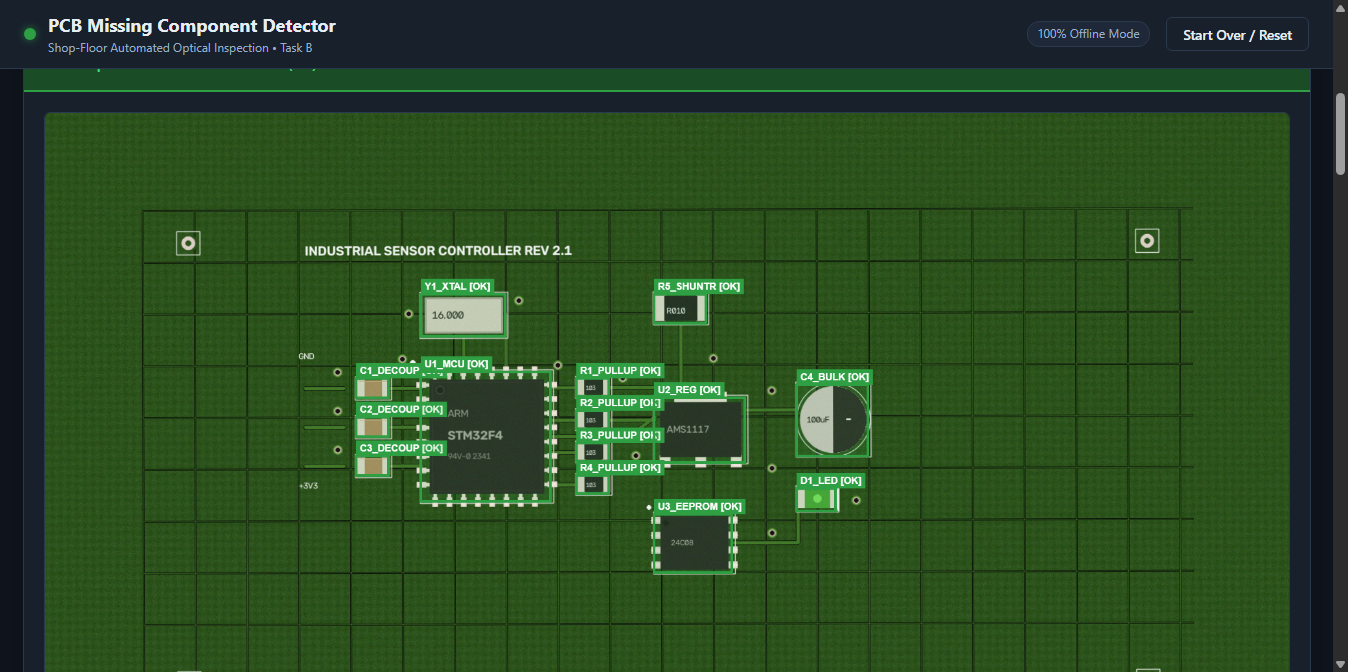 PCB Missing Component Detector
Shop-Floor Automated Optical Inspection • Task B
100% Offline Mode
Start Over / Reset
INDUSTRIAL SENSOR CONTROLLER REV 2.1
Y1_XTAL [OK]
R5_SHUNTR [OK]
16.000
R010
GND
C1_DECOUP
U1_MCU [OK]
R1_PULLUP [OK]
C4_BULK [OK]
103
U2_REG [OK]
C2_DECOUP [OK]
ARM
R2_PULLUP [OK]
103
100uF
-
STM32F4
R3_PULLUP [OK]
AMS1117
C3_DECOUP [OK]
94V-0 2341
103
R4_PULLUP [OK]
103
+3V3
D1_LED [OK]
U3_EEPROM [OK]
24C08